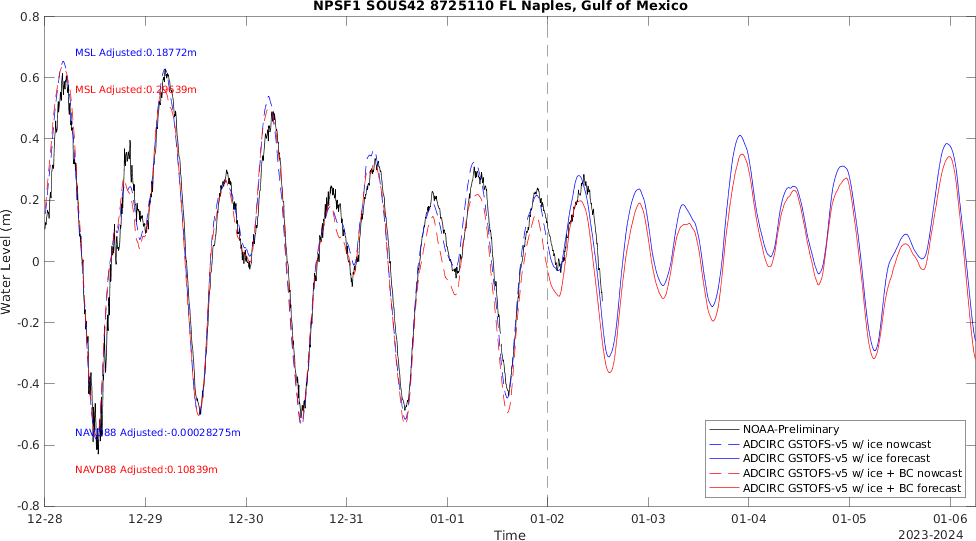 NPSF1 SOUS42 8725110 FL Naples, Gulf of Mexico
0.8
0.6
0.4
0.2
0
-0.2
-0.4
-0.6
-0.8
Water Level (m)
MSL Adjusted:0.18772m
MSL Adjusted:0.29639m
NAVD88 Adjusted:-0.00028275m
NAVD88 Adjusted:0.10839m
NOAA-Preliminary
ADCIRC GSTOFS-v5 w/ ice nowcast
ADCIRC GSTOFS-v5 w/ ice forecast
ADCIRC GSTOFS-v5 w/ ice + BC nowcast
ADCIRC GSTOFS-v5 w/ ice + BC forecast
12-28 12-29 12-30 12-31 01-01 01-02 01-03 01-04 01-05 01-06
Time
2023-2024